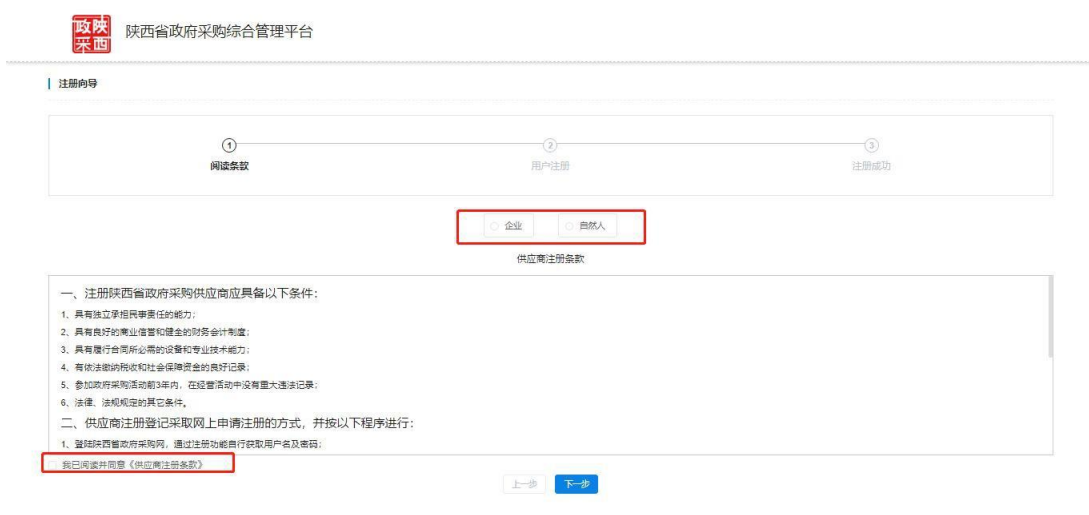 政陕
采西
陕西省政府采购综合管理平台
注册向导
1 2 3
阅读条款 用户注册 注册成功
企业 自然人
供应商注册条款
一、注册陕西省政府采购供应商应具备以下条件：
1、具有独立承担民事责任的能力；
2、具有良好的商业信誉和健全的财务会计制度；
3、具有履行合同所必需的设备和专业技术能力；
4、有依法缴纳税收和社会保障资金的良好记录；
5、参加政府采购活动前3年内，在经营活动中没有重大违法记录；
6、法律、法规规定的其它条件。
二、供应商注册登记采取网上申请注册的方式，并按以下程序进行：
1、登陆陕西省政府采购网，通过注册功能自行获取用户名及密码；
我已阅读并同意《供应商注册条款》
上一步 下一步